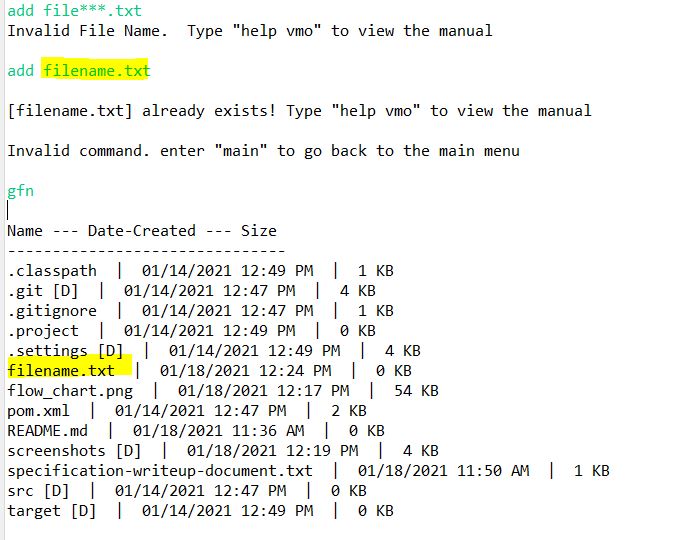 add file***.txt
Invalid File Name.  Type "help vmo" to view the manual
add filename.txt
[filename.txt] already exists! Type "help vmo" to view the manual
Invalid command. enter "main" to go back to the main menu
gfn
Name --- Date-Created --- Size
-------------------------------
.classpath  |  01/14/2021 12:49 PM  |  1 KB
.git [D]  |  01/14/2021 12:47 PM  |  4 KB
.gitignore  |  01/14/2021 12:47 PM  |  1 KB
.project  |  01/14/2021 12:49 PM  |  0 KB
.settings [D]  |  01/14/2021 12:49 PM  |  4 KB
filename.txt  |  01/18/2021 12:24 PM  |  0 KB
flow_chart.png  |  01/18/2021 12:17 PM  |  54 KB
pom.xml  |  01/14/2021 12:47 PM  |  2 KB
README.md  |  01/18/2021 11:36 AM  |  0 KB
screenshots [D]  |  01/18/2021 12:19 PM  |  4 KB
specification-writeup-document.txt  |  01/18/2021 11:50 AM  |  1 KB
src [D]  |  01/14/2021 12:47 PM  |  0 KB
target [D]  |  01/14/2021 12:49 PM  |  0 KB